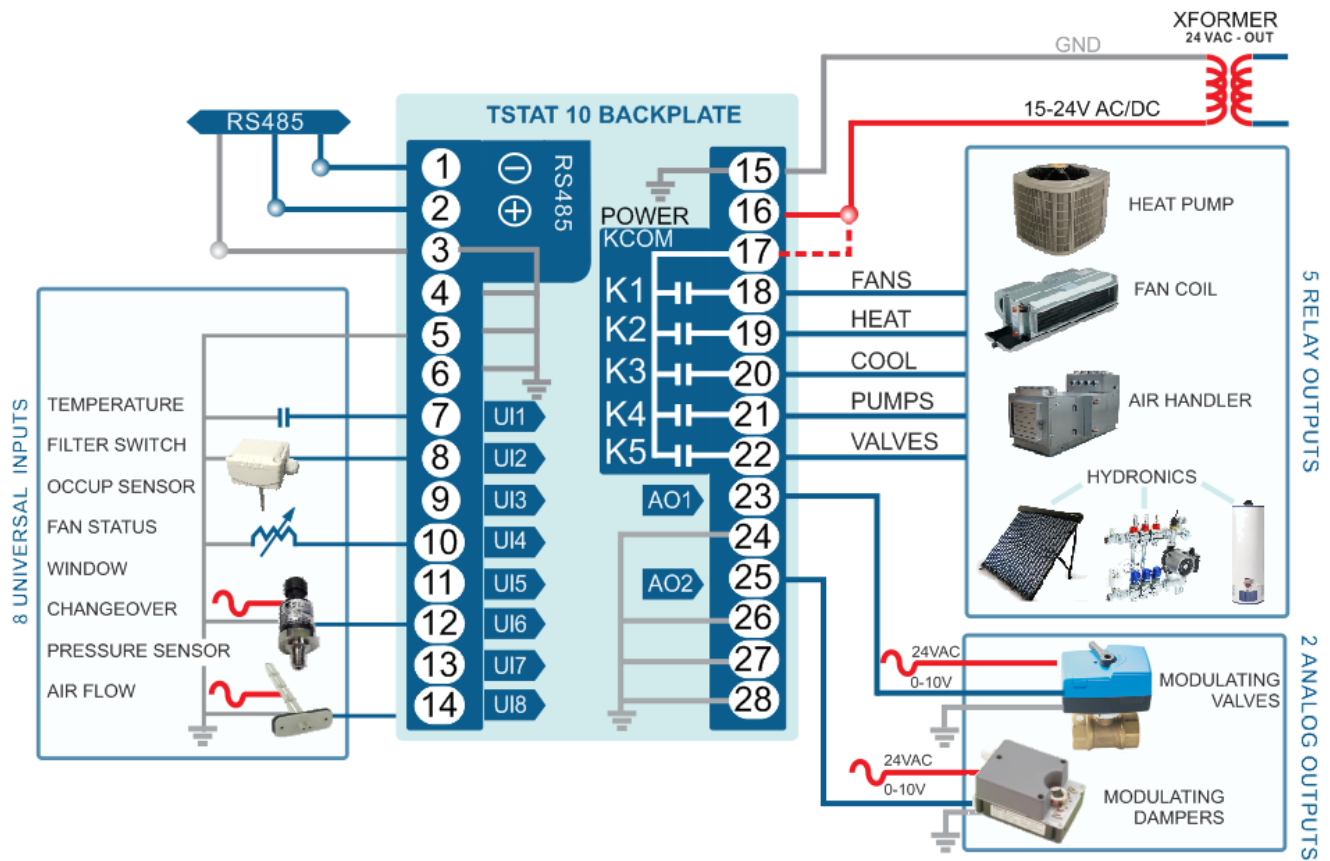 XFORMER
24 VAC - OUT
GND
15-24V AC/DC
RS485
TSTAT 10 BACKPLATE
1
2
3
4
5
6
7
8
9
10
11
12
13
14
RS485
UI1
UI2
UI3
UI4
UI5
UI6
UI7
UI8
POWER
KCOM
K1
K2
K3
K4
K5
AO1
AO2
15
16
17
18
19
20
21
22
23
24
25
26
27
28
FANS
HEAT
COOL
PUMPS
VALVES
8 UNIVERSAL INPUTS
TEMPERATURE
FILTER SWITCH
OCCUP SENSOR
FAN STATUS
WINDOW
CHANGEOVER
PRESSURE SENSOR
AIR FLOW
HEAT PUMP
FAN COIL
AIR HANDLER
HYDRONICS
5 RELAY OUTPUTS
24VAC
0-10V
MODULATING
VALVES
24VAC
0-10V
MODULATING
DAMPERS
2 ANALOG OUTPUTS